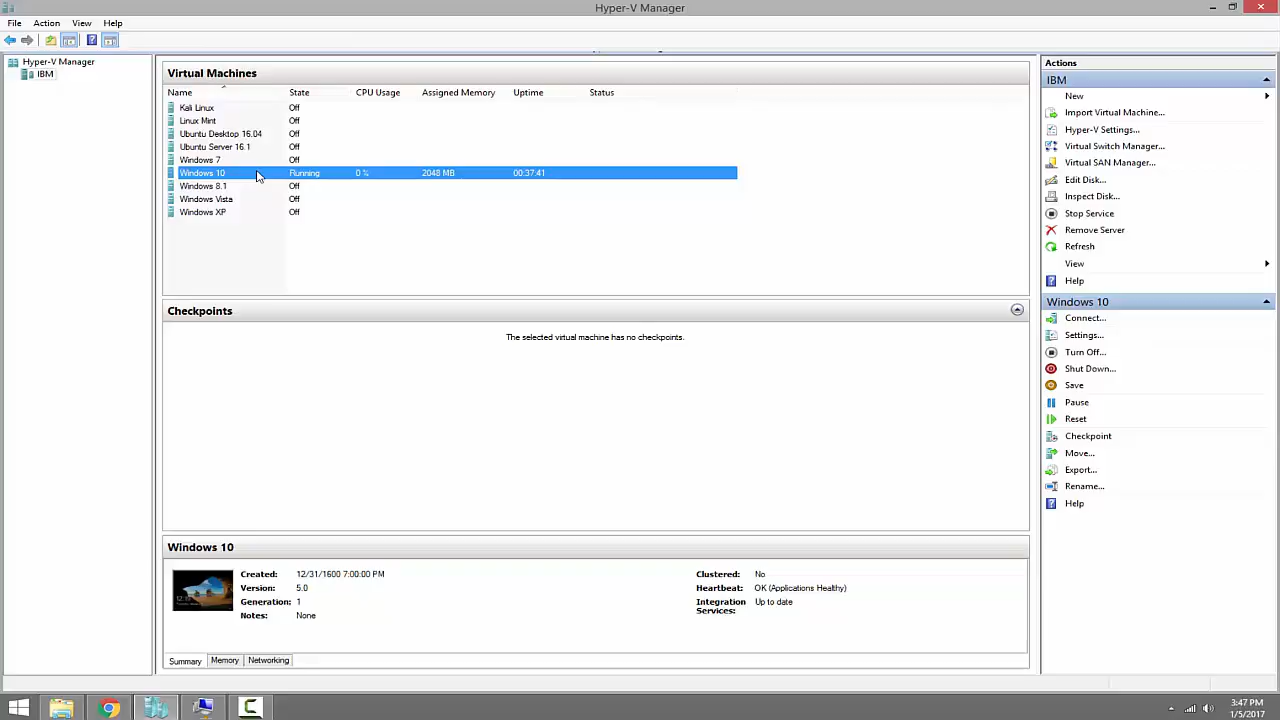 Hyper-V Manager
File Action View Help
Hyper-V Manager
IBM
Virtual Machines
Name State CPU Usage Assigned Memory Uptime Status
Kali Linux Off
Linux Mint Off
Ubuntu Desktop 16.04 Off
Ubuntu Server 16.1 Off
Windows 7 Off
Windows 10 Running 0 % 2048 MB 00:37:41
Windows 8.1 Off
Windows Vista Off
Windows XP Off
Checkpoints
The selected virtual machine has no checkpoints.
Windows 10
Created: 12/31/1600 7:00:00 PM Clustered: No
Version: 5.0 Heartbeat: OK (Applications Healthy)
Generation: 1 Integration Up to date
Services:
Notes: None
Summary Memory Networking
Actions
IBM
New
Import Virtual Machine...
Hyper-V Settings...
Virtual Switch Manager...
Virtual SAN Manager...
Edit Disk...
Inspect Disk...
Stop Service
Remove Server
Refresh
View
Help
Windows 10
Connect...
Settings...
Turn Off...
Shut Down...
Save
Pause
Reset
Checkpoint
Move...
Export...
Rename...
Help
3:47 PM
1/5/2017